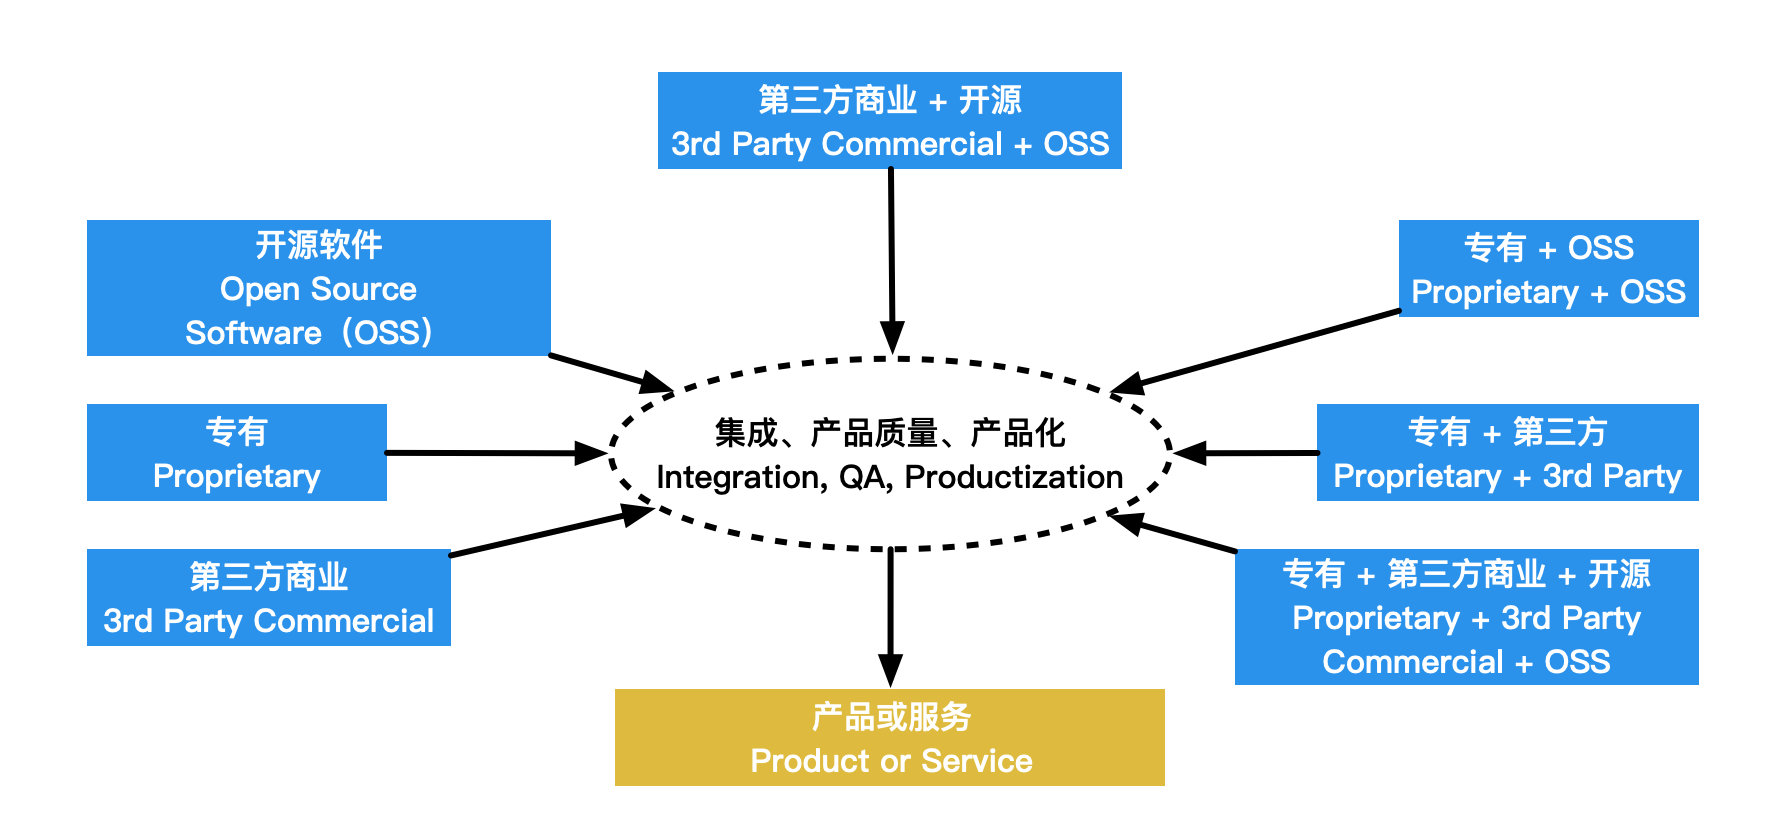 第三方商业 + 开源
3rd Party Commercial + OSS
开源软件
Open Source
Software（OSS）
专有 + OSS
Proprietary + OSS
专有
Proprietary
集成、产品质量、产品化
Integration, QA, Productization
专有 + 第三方
Proprietary + 3rd Party
第三方商业
3rd Party Commercial
专有 + 第三方商业 + 开源
Proprietary + 3rd Party
Commercial + OSS
产品或服务
Product or Service